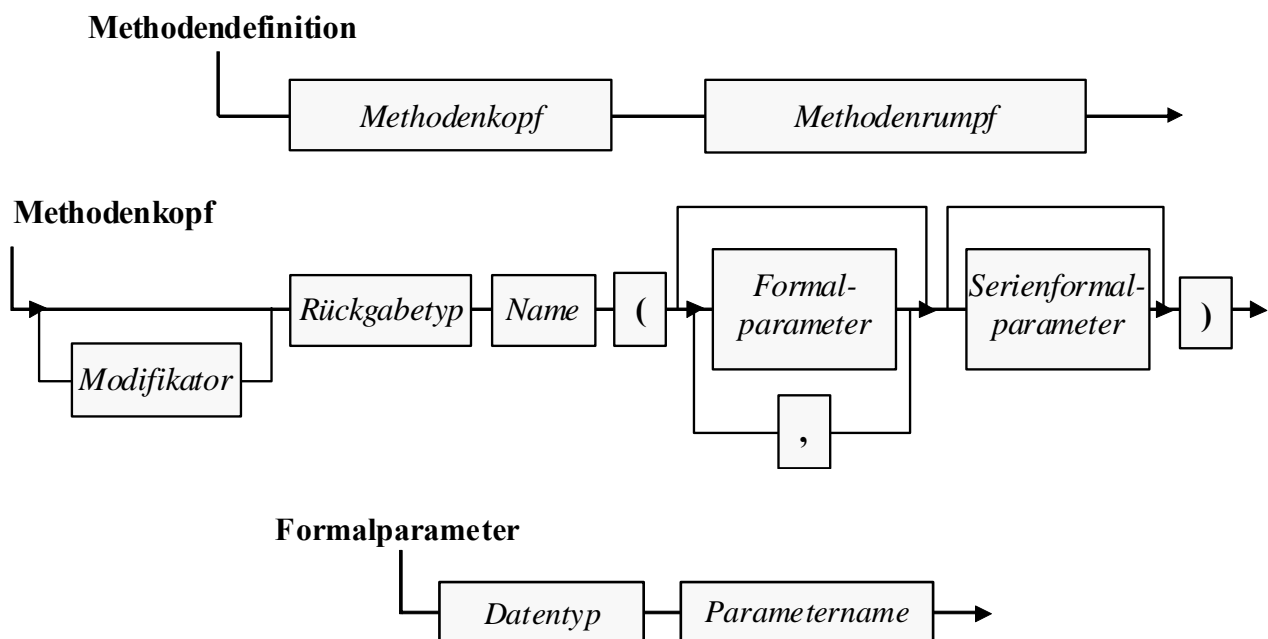 Methodendefinition
Methodenkopf Methodenrumpf
Methodenkopf
Rückgabetyp Name ( Formal-
parameter Serienformal-
parameter )
Modifikator
,
Formalparameter
Datentyp Parametername